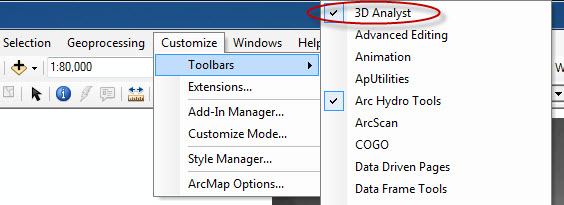 Selection Geoprocessing Customize Windows Help
1:80,000
Toolbars
Extensions...
Add-In Manager...
Customize Mode...
Style Manager...
ArcMap Options...
3D Analyst
Advanced Editing
Animation
ApUtilities
Arc Hydro Tools
ArcScan
COGO
Data Driven Pages
Data Frame Tools